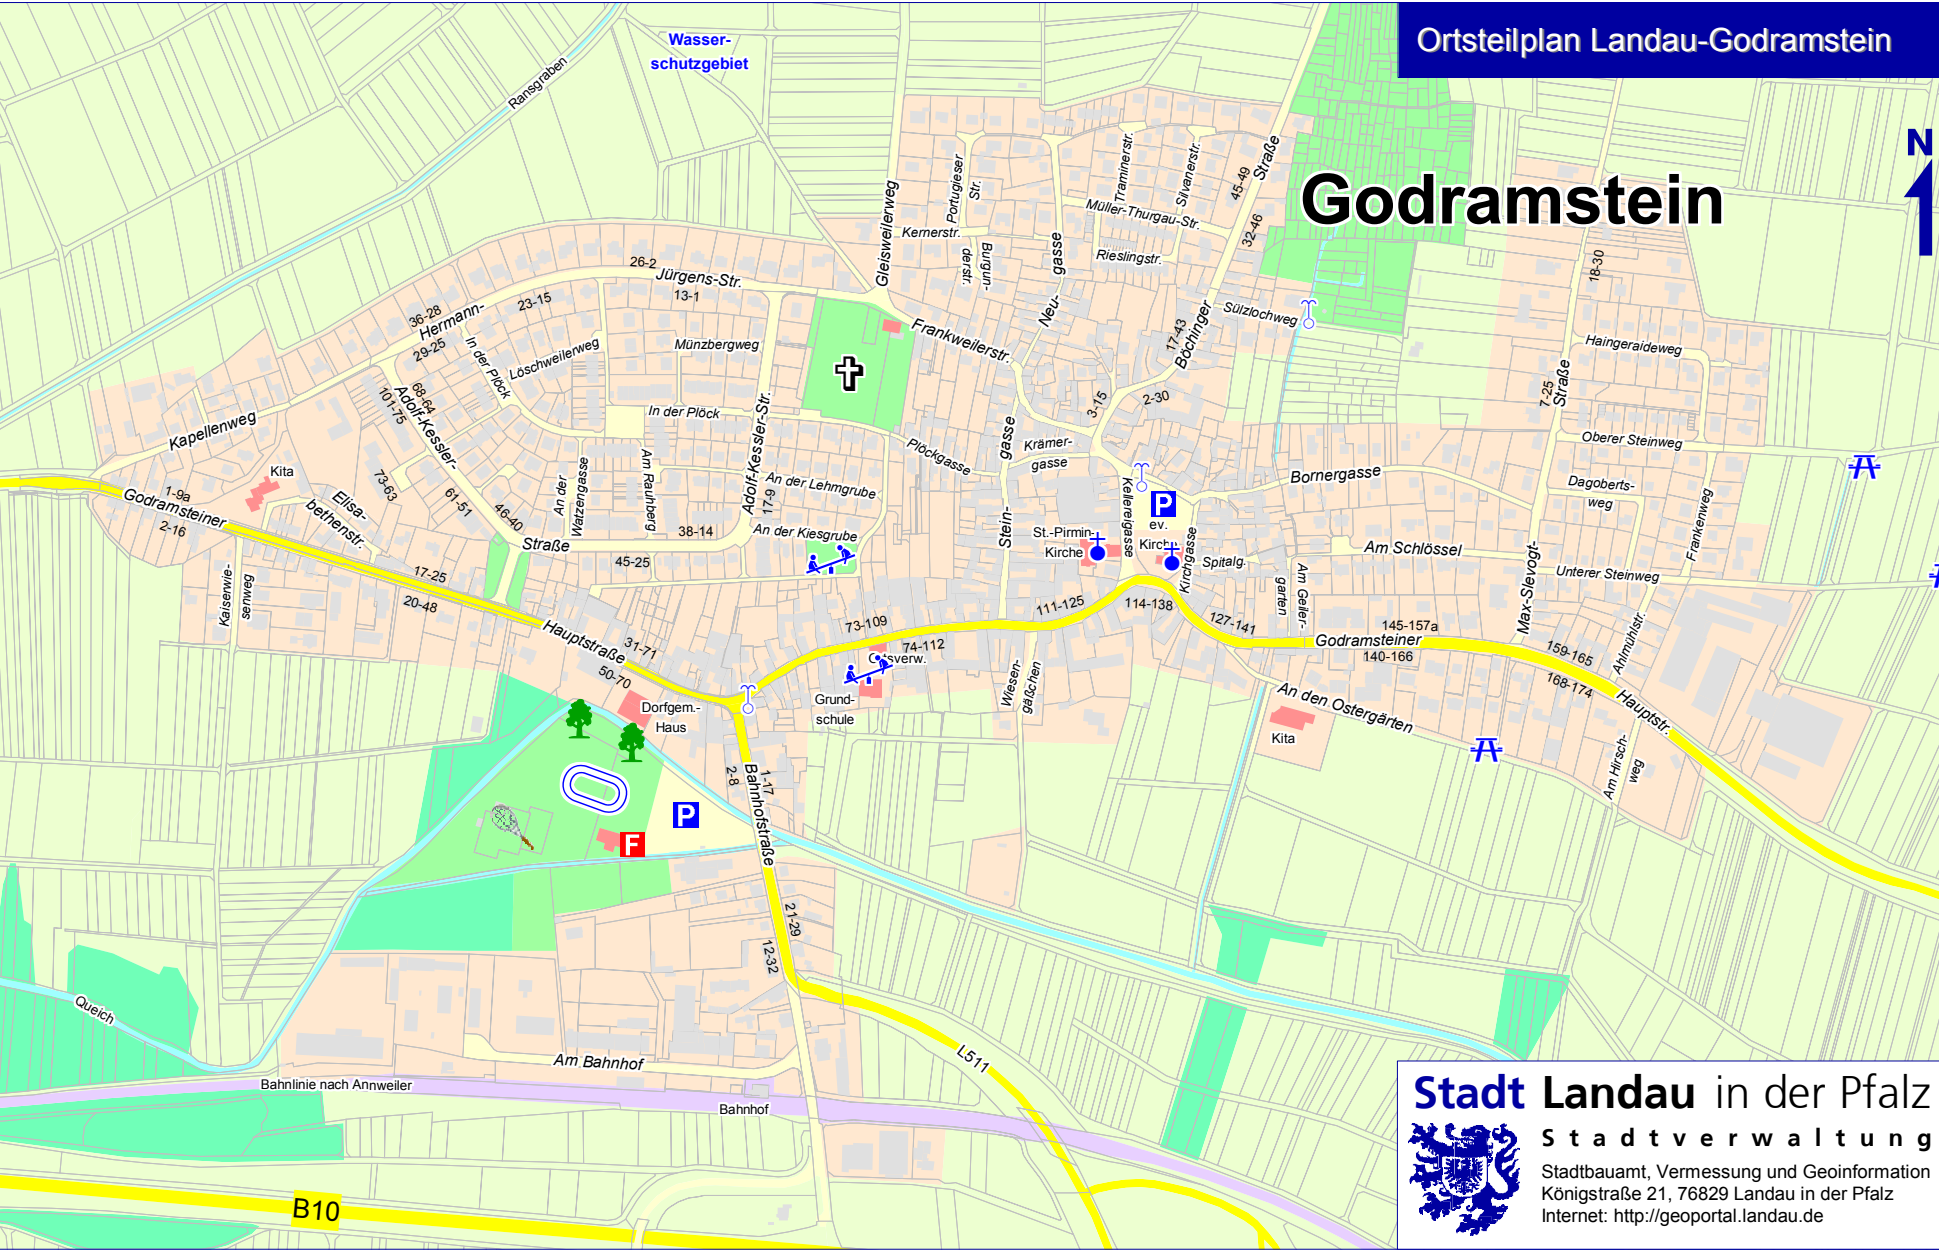 Ortsteilplan Landau-Godramstein
N
Godramstein
Wasser-
schutzgebiet
Ransgraben
Gleisweilerweg
Portugieser
Str.
Kernerstr.
Burgun-
derstr.
Neu-
gasse
Traminerstr.
Silvanerstr.
Müller-Thurgau-Str.
Rieslingstr.
45-49
Straße
32-46
Böchinger
17-43
Sülzlochweg
18-30
Haingeraideweg
7-25
Straße
Oberer Steinweg
Dagoberts-
weg
Frankenweg
Unterer Steinweg
Max-Slevogt-
Ahlmühlstr.
26-2
Jürgens-Str.
13-1
23-15
36-28
Hermann-
29-25
In der Plöck
Löschweilerweg
Münzbergweg
In der Plöck
Frankweilerstr.
Kapellenweg
68-64
Adolf-Kessler-
101-75
Adolf-Kessler-Str.
17-9
Plöckgasse
Stein-
gasse
Krämer-
gasse
3-15
2-30
Bornergasse
Kita
1-9a
Godramsteiner
2-16
Elisa-
bethenstr.
73-63
61-51
46-40
An der
Watzengasse
Am Rauhberg
An der Lehmgrube
An der Kiesgrube
38-14
Straße
45-25
Kellereigasse
P
ev.
Kirche
St.-Pirmin-
Kirche
Kirchgasse
Spitalg.
Am Schlössel
Am Geiler-
garten
Kaiserwie-
senweg
17-25
20-48
Hauptstraße
31-71
50-70
73-109
74-112
111-125
114-138
127-141
145-157a
Godramsteiner
140-166
159-165
168-174
Hauptstr.
Ortsverw.
Grund-
schule
Wiesen-
gäßchen
Dorfgem.-
Haus
Kita
An den Ostergärten
Am Hirsch-
weg
2-8
1-17
Bahnhofstraße
P
F
21-29
12-32
Queich
Am Bahnhof
L511
Bahnlinie nach Annweiler
Bahnhof
B10
Stadt Landau in der Pfalz
Stadtverwaltung
Stadtbauamt, Vermessung und Geoinformation
Königstraße 21, 76829 Landau in der Pfalz
Internet: http://geoportal.landau.de